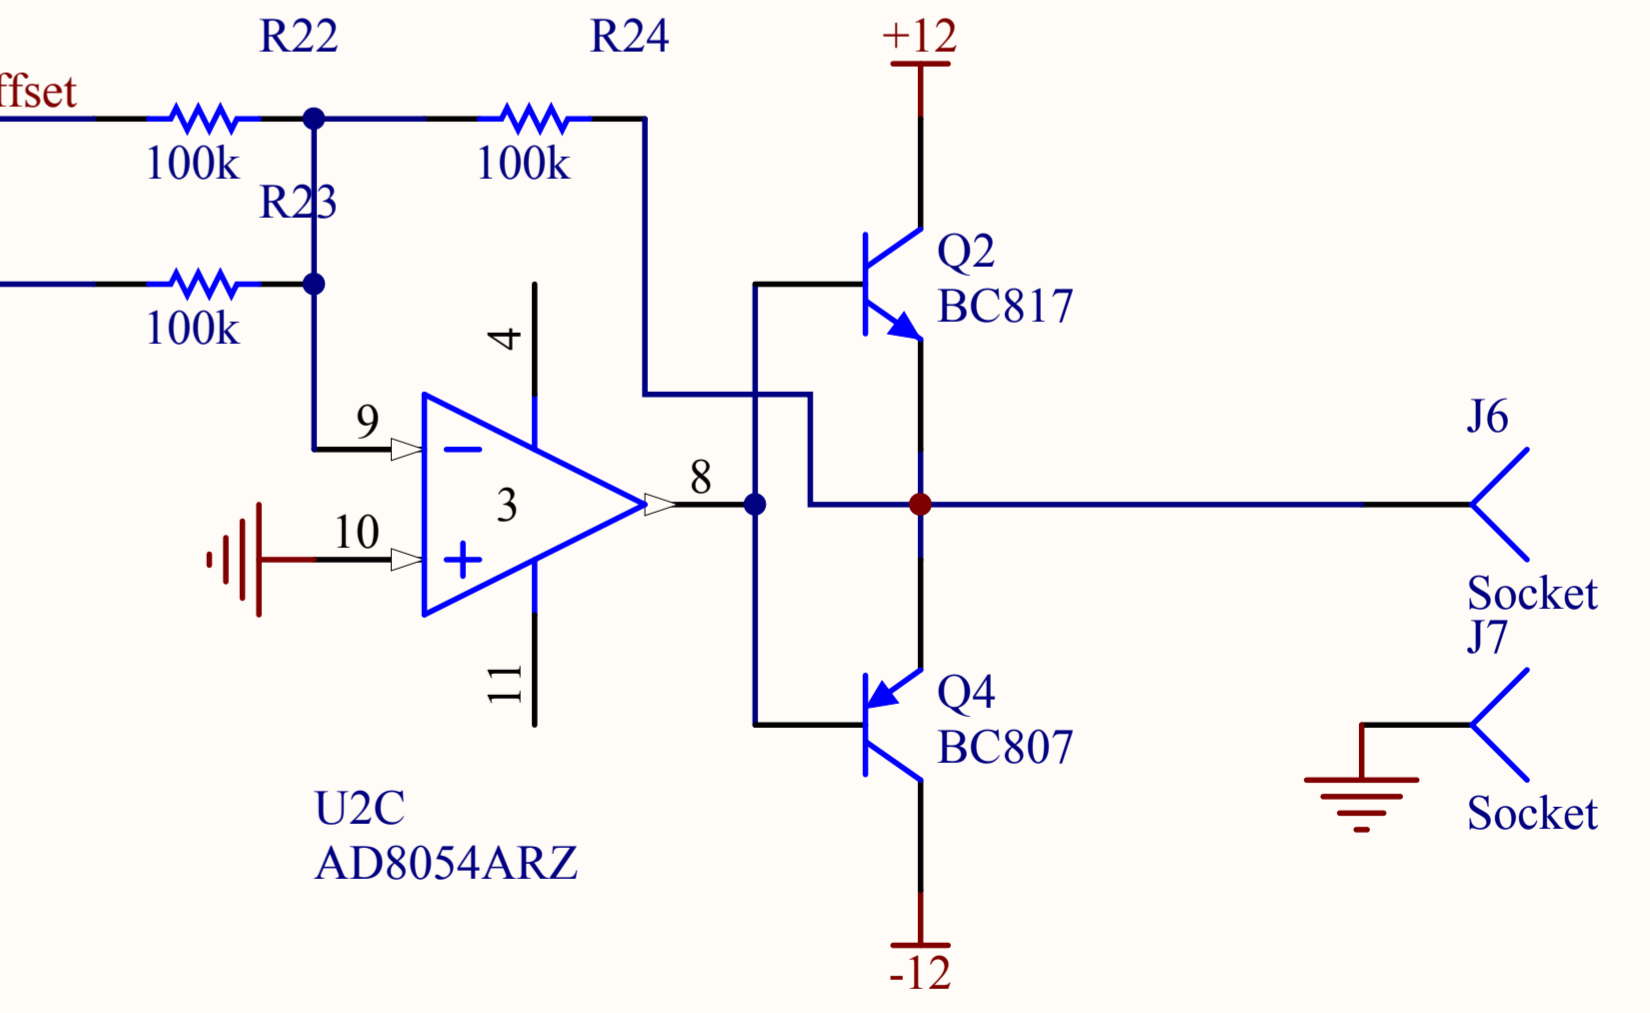 R22
R24
+12
ffset
100k
100k
R23
Q2
BC817
100k
4
9
J6
8
3
10
Socket
J7
11
Q4
BC807
U2C
AD8054ARZ
Socket
-12